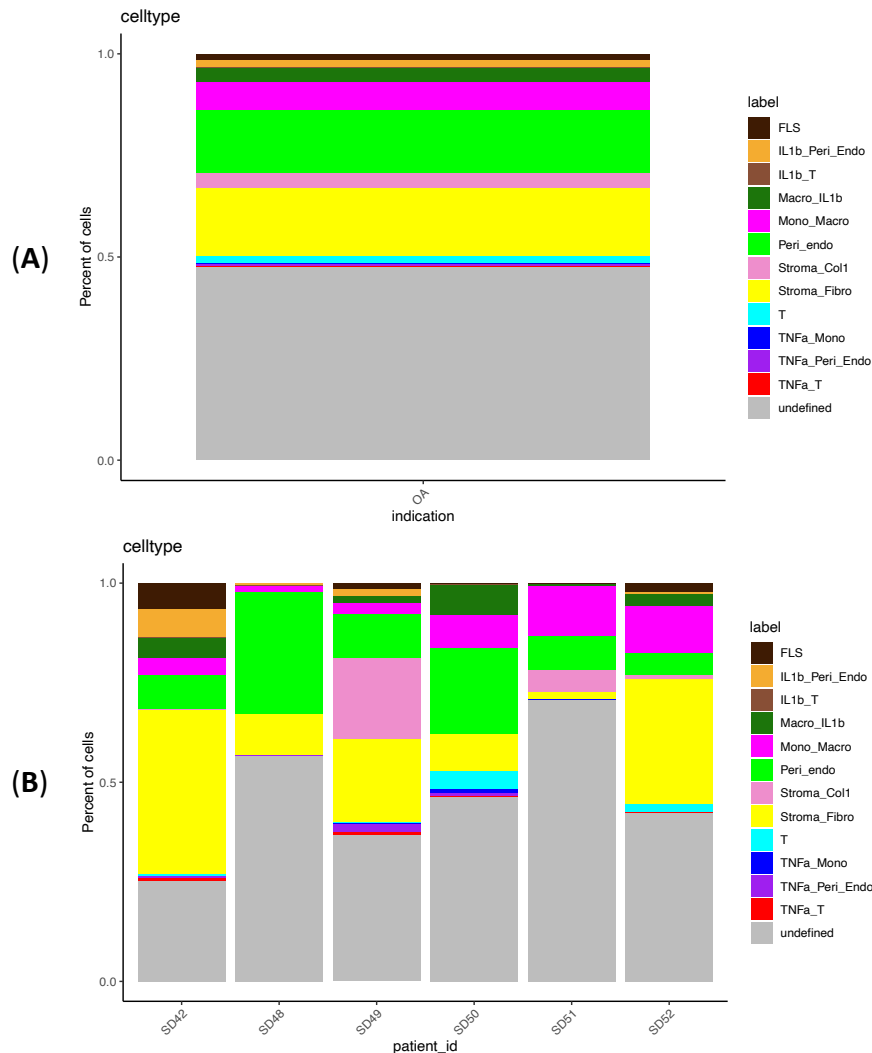 (A)
celltype
Percent of cells
1.0
0.5
0.0
OA
indication
label
FLS
IL1b_Peri_Endo
IL1b_T
Macro_IL1b
Mono_Macro
Peri_endo
Stroma_Col1
Stroma_Fibro
T
TNFa_Mono
TNFa_Peri_Endo
TNFa_T
undefined
(B)
celltype
Percent of cells
1.0
0.5
0.0
SD42
SD48
SD49
SD50
SD51
SD52
patient_id
label
FLS
IL1b_Peri_Endo
IL1b_T
Macro_IL1b
Mono_Macro
Peri_endo
Stroma_Col1
Stroma_Fibro
T
TNFa_Mono
TNFa_Peri_Endo
TNFa_T
undefined